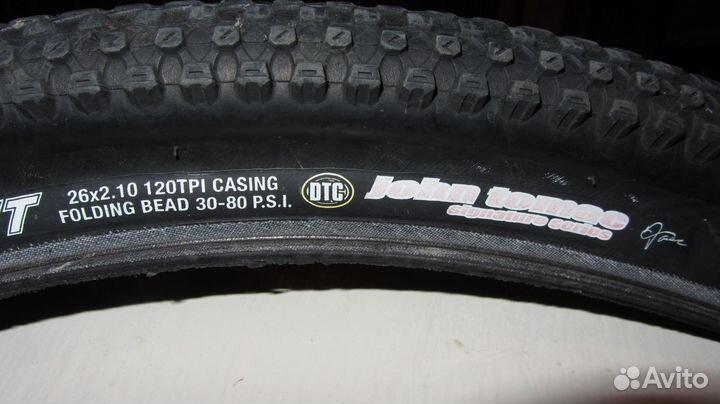 26x2.10 120TPI CASING
FOLDING BEAD 30-80 P.S.I.
DTC
john tomac
signature series
Avito